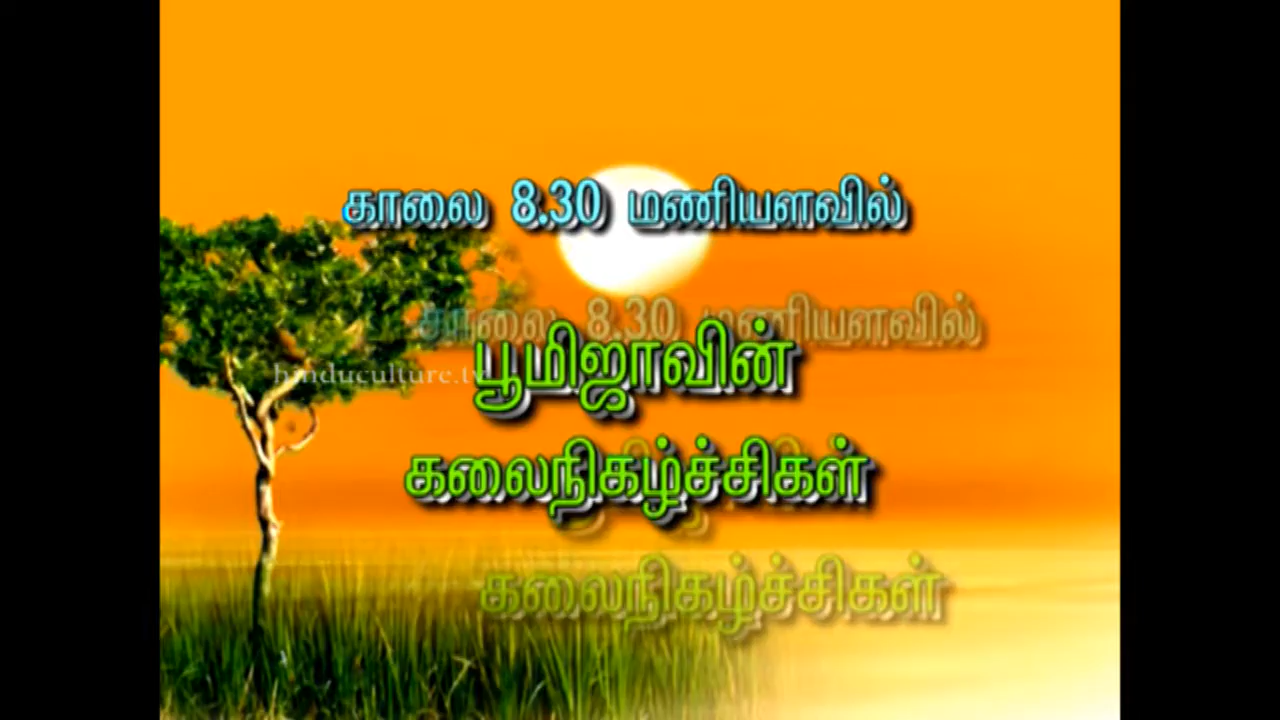 காலை 8.30 மணியளவில்
காலை 8.30 மணியளவில்
பூமிஜாவின்
hinduculture.tv
கலைநிகழ்ச்சிகள்
கலைநிகழ்ச்சிகள்